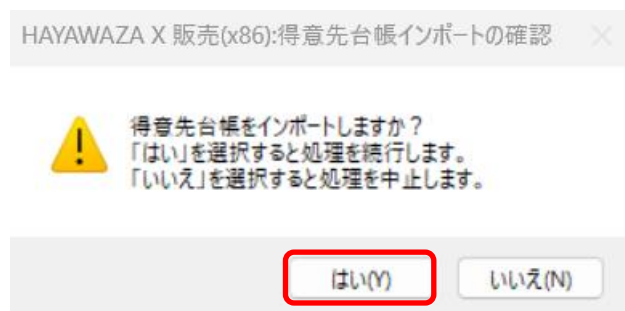 HAYAWAZA X 販売(x86):得意先台帳インポートの確認
得意先台帳をインポートしますか？
「はい」を選択すると処理を続行します。
「いいえ」を選択すると処理を中止します。
はい(Y)
いいえ(N)